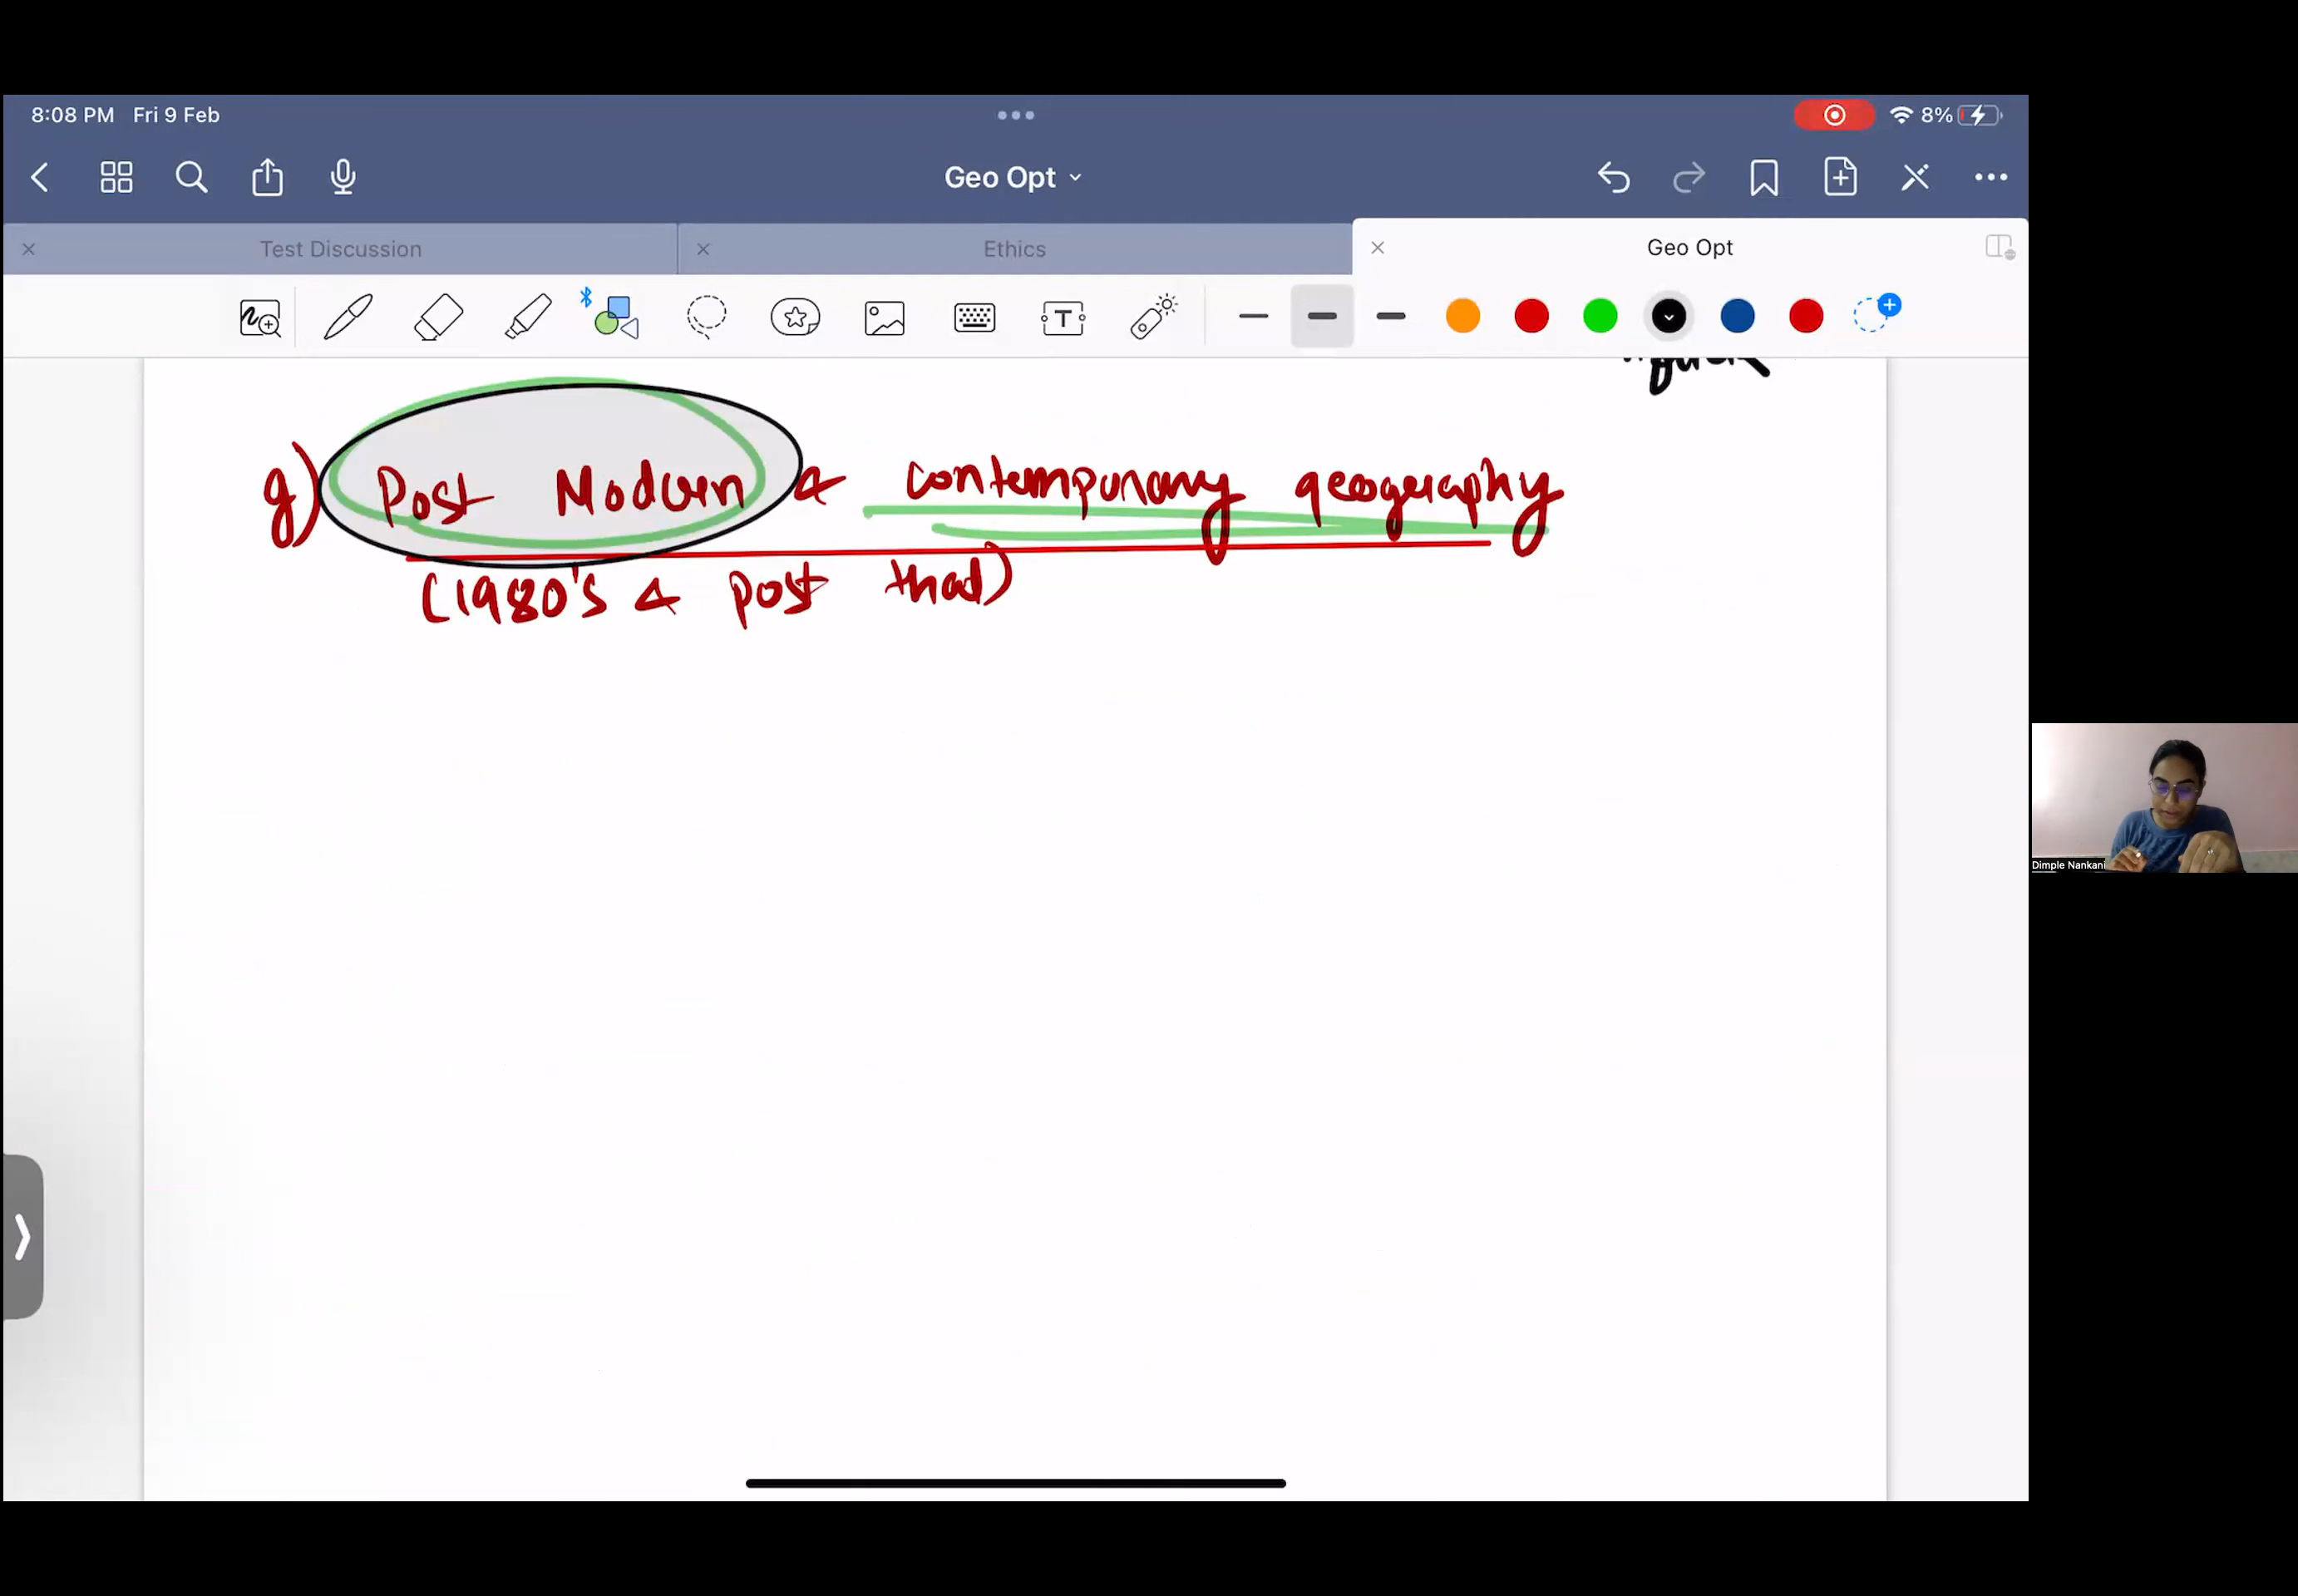 8:08 PM Fri 9 Feb
8%
Geo Opt
Test Discussion
Ethics
Geo Opt
T
g) Post Modern & contemporary geography
(1980's & post that)
Dimple Nankani